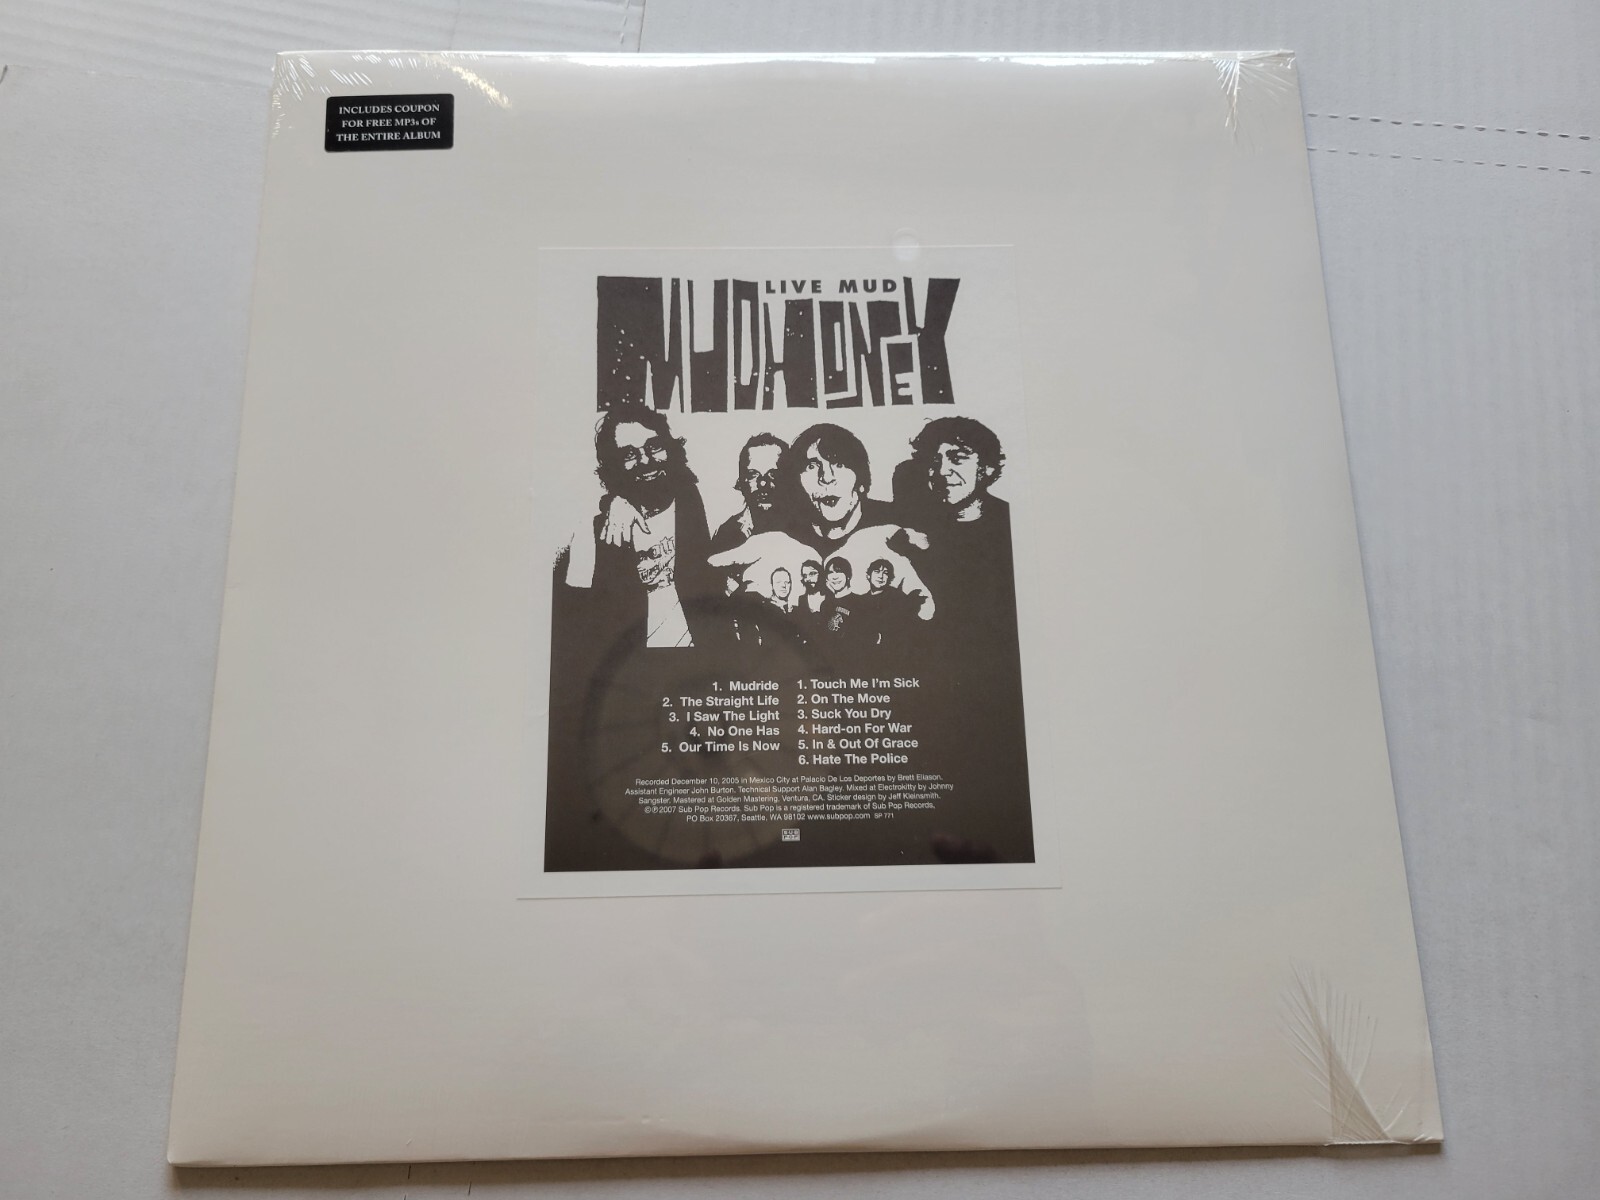 INCLUDES COUPON
FOR FREE MP3s OF
THE ENTIRE ALBUM
LIVE MUD
MUDHONEY
1. Mudride
2. The Straight Life
3. I Saw The Light
4. No One Has
5. Our Time Is Now
1. Touch Me I'm Sick
2. On The Move
3. Suck You Dry
4. Hard-on For War
5. In & Out Of Grace
6. Hate The Police
Recorded December 10, 2005 in Mexico City at Palacio De Los Deportes by Brett Eliason.
Assistant Engineer John Burton. Technical Support Alan Bagley. Mixed at Electrokitty by Johnny
Sangster. Mastered at Golden Mastering, Ventura, CA. Sticker design by Jeff Kleinsmith.
©℗2007 Sub Pop Records. Sub Pop is a registered trademark of Sub Pop Records,
PO Box 20367, Seattle, WA 98102 www.subpop.com SP 771
SUB
POP